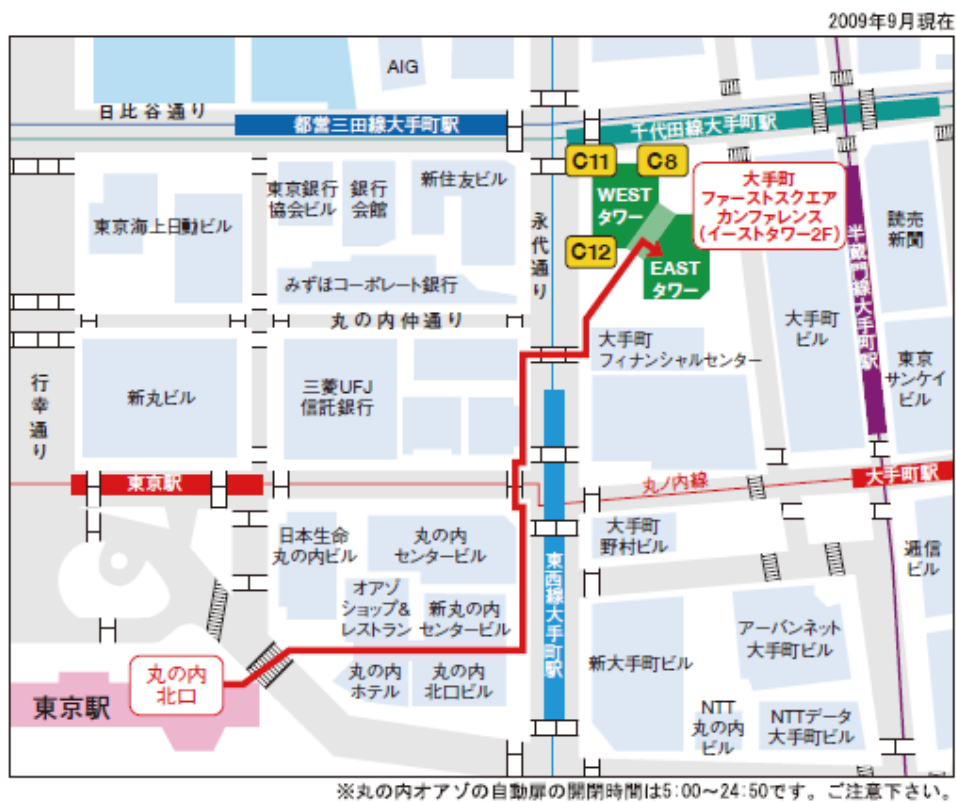 2009年9月現在
AIG
日比谷通り
都営三田線大手町駅
千代田線大手町駅
C11
C8
WEST
タワー
大手町
ファーストスクエア
カンファレンス
(イーストタワー2F)
東京海上日動ビル
東京銀行
協会ビル
銀行
会館
新住友ビル
永代通り
C12
EAST
タワー
読売
新聞
半蔵門線大手町駅
みずほコーポレート銀行
丸の内仲通り
大手町
フィナンシャルセンター
大手町
ビル
東京
サンケイ
ビル
行幸通り
新丸ビル
三菱UFJ
信託銀行
東京駅
丸ノ内線
大手町駅
日本生命
丸の内ビル
丸の内
センタービル
大手町
野村ビル
逓信
ビル
東西線大手町駅
オアゾ
ショップ&
レストラン
新丸の内
センタービル
アーバンネット
大手町ビル
新大手町ビル
丸の内
北口
丸の内
ホテル
丸の内
北口ビル
東京駅
NTT
丸の内
ビル
NTTデータ
大手町ビル
※丸の内オアゾの自動扉の開閉時間は5:00～24:50です。ご注意下さい。